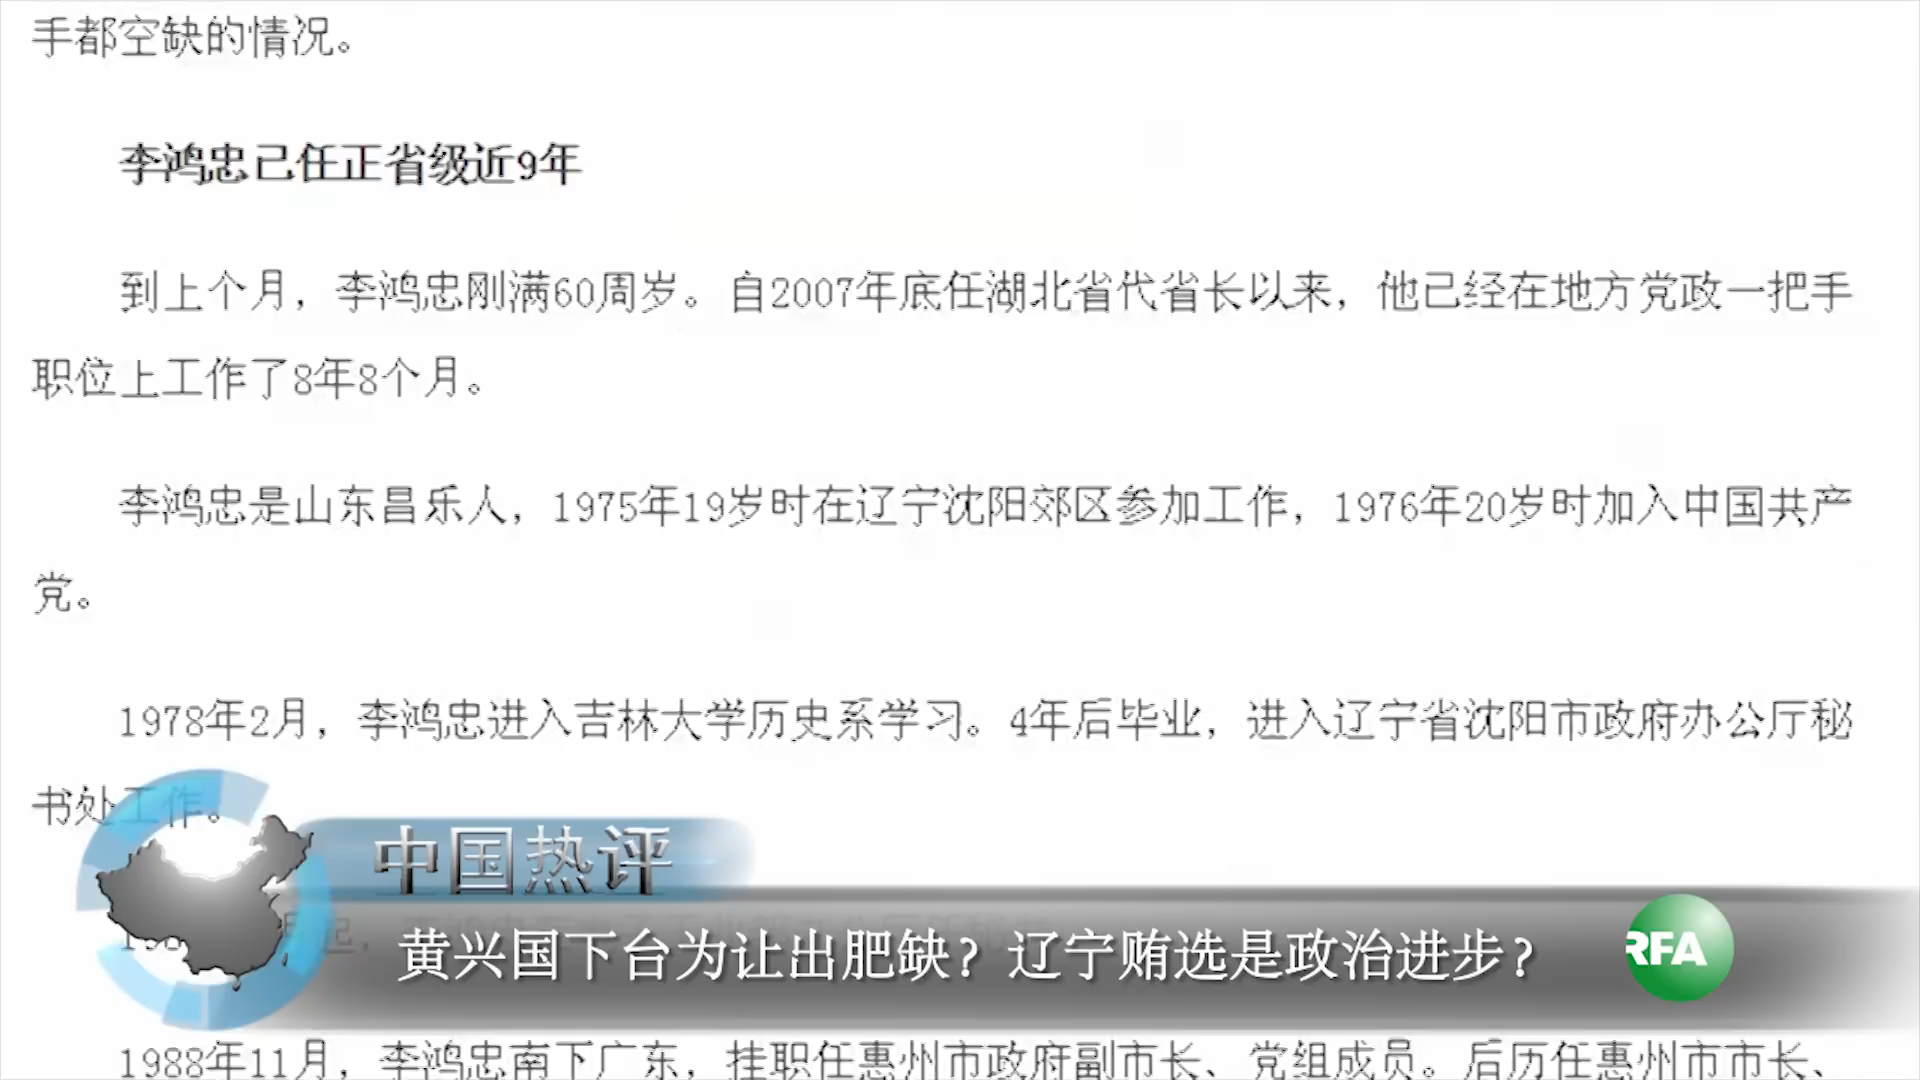 手都空缺的情况。
李鸿忠已任正省级近9年
到上个月，李鸿忠刚满60周岁。自2007年底任湖北省代省长以来，他已经在地方党政一把手
职位上工作了8年8个月。
李鸿忠是山东昌乐人，1975年19岁时在辽宁沈阳郊区参加工作，1976年20岁时加入中国共产
党。
1978年2月，李鸿忠进入吉林大学历史系学习。4年后毕业，进入辽宁省沈阳市政府办公厅秘
书处工作。
中国热评
黄兴国下台为让出肥缺？辽宁贿选是政治进步？
RFA
1988年11月，李鸿忠南下广东，挂职任惠州市政府副市长、党组成员。后历任惠州市市长、